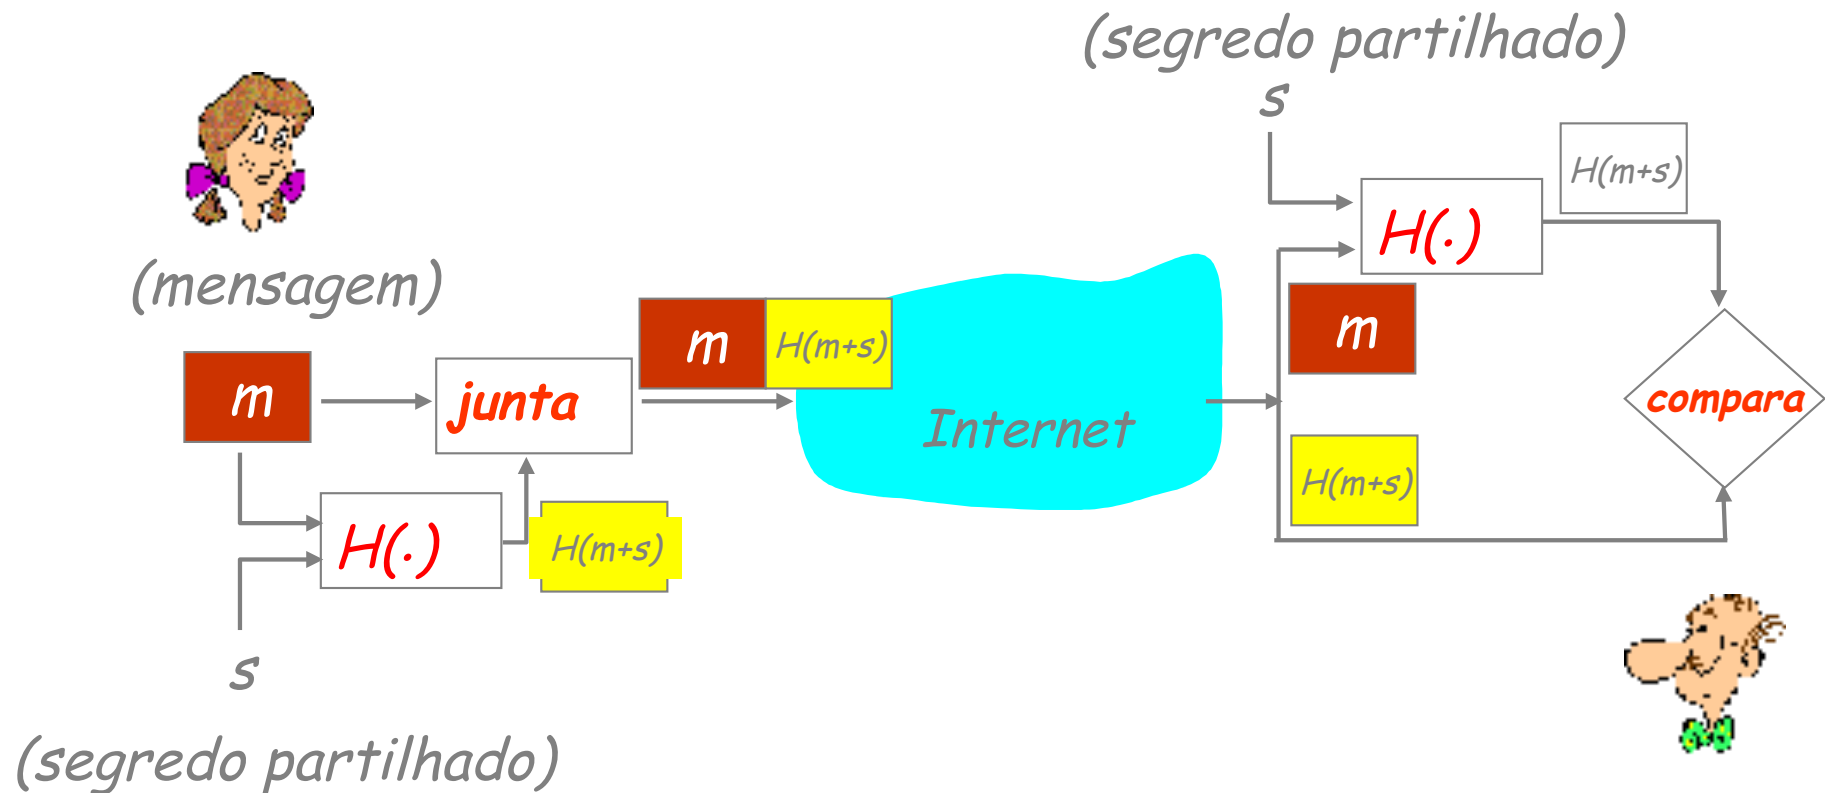 (segredo partilhado)
s
H(m+s)
H(.)
(mensagem)
m
H(m+s)
m
m
junta
compara
Internet
H(m+s)
H(.)
H(m+s)
s
(segredo partilhado)